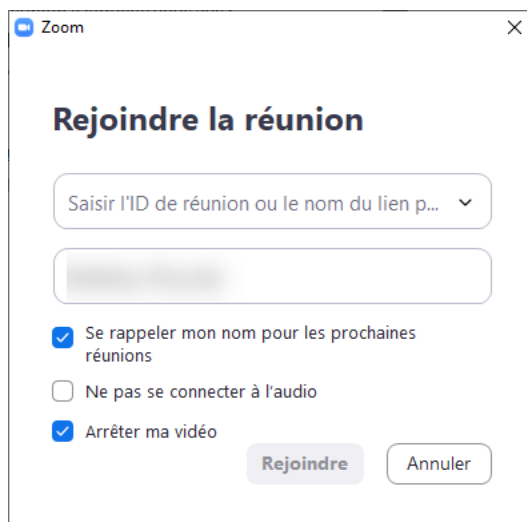 Zoom
Rejoindre la réunion
Saisir l'ID de réunion ou le nom du lien p...
Se rappeler mon nom pour les prochaines
réunions
Ne pas se connecter à l'audio
Arrêter ma vidéo
Rejoindre
Annuler